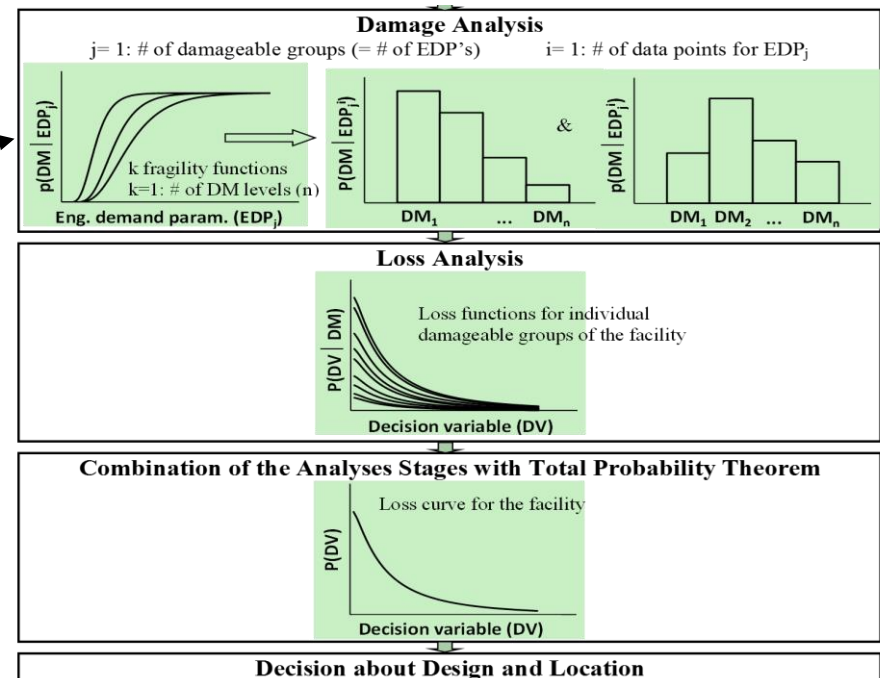 Damage Analysis
j= 1: # of damageable groups (= # of EDP's) i= 1: # of data points for EDPj
p(DM | EDPj)
k fragility functions
k=1: # of DM levels (n)
Eng. demand param. (EDPj)
P(DM | EDPj^i)
DM1 ... DMn
&
p(DM | EDPj^i)
DM1 DM2 ... DMn
Loss Analysis
P(DV | DM)
Loss functions for individual
damageable groups of the facility
Decision variable (DV)
Combination of the Analyses Stages with Total Probability Theorem
P(DV)
Loss curve for the facility
Decision variable (DV)
Decision about Design and Location